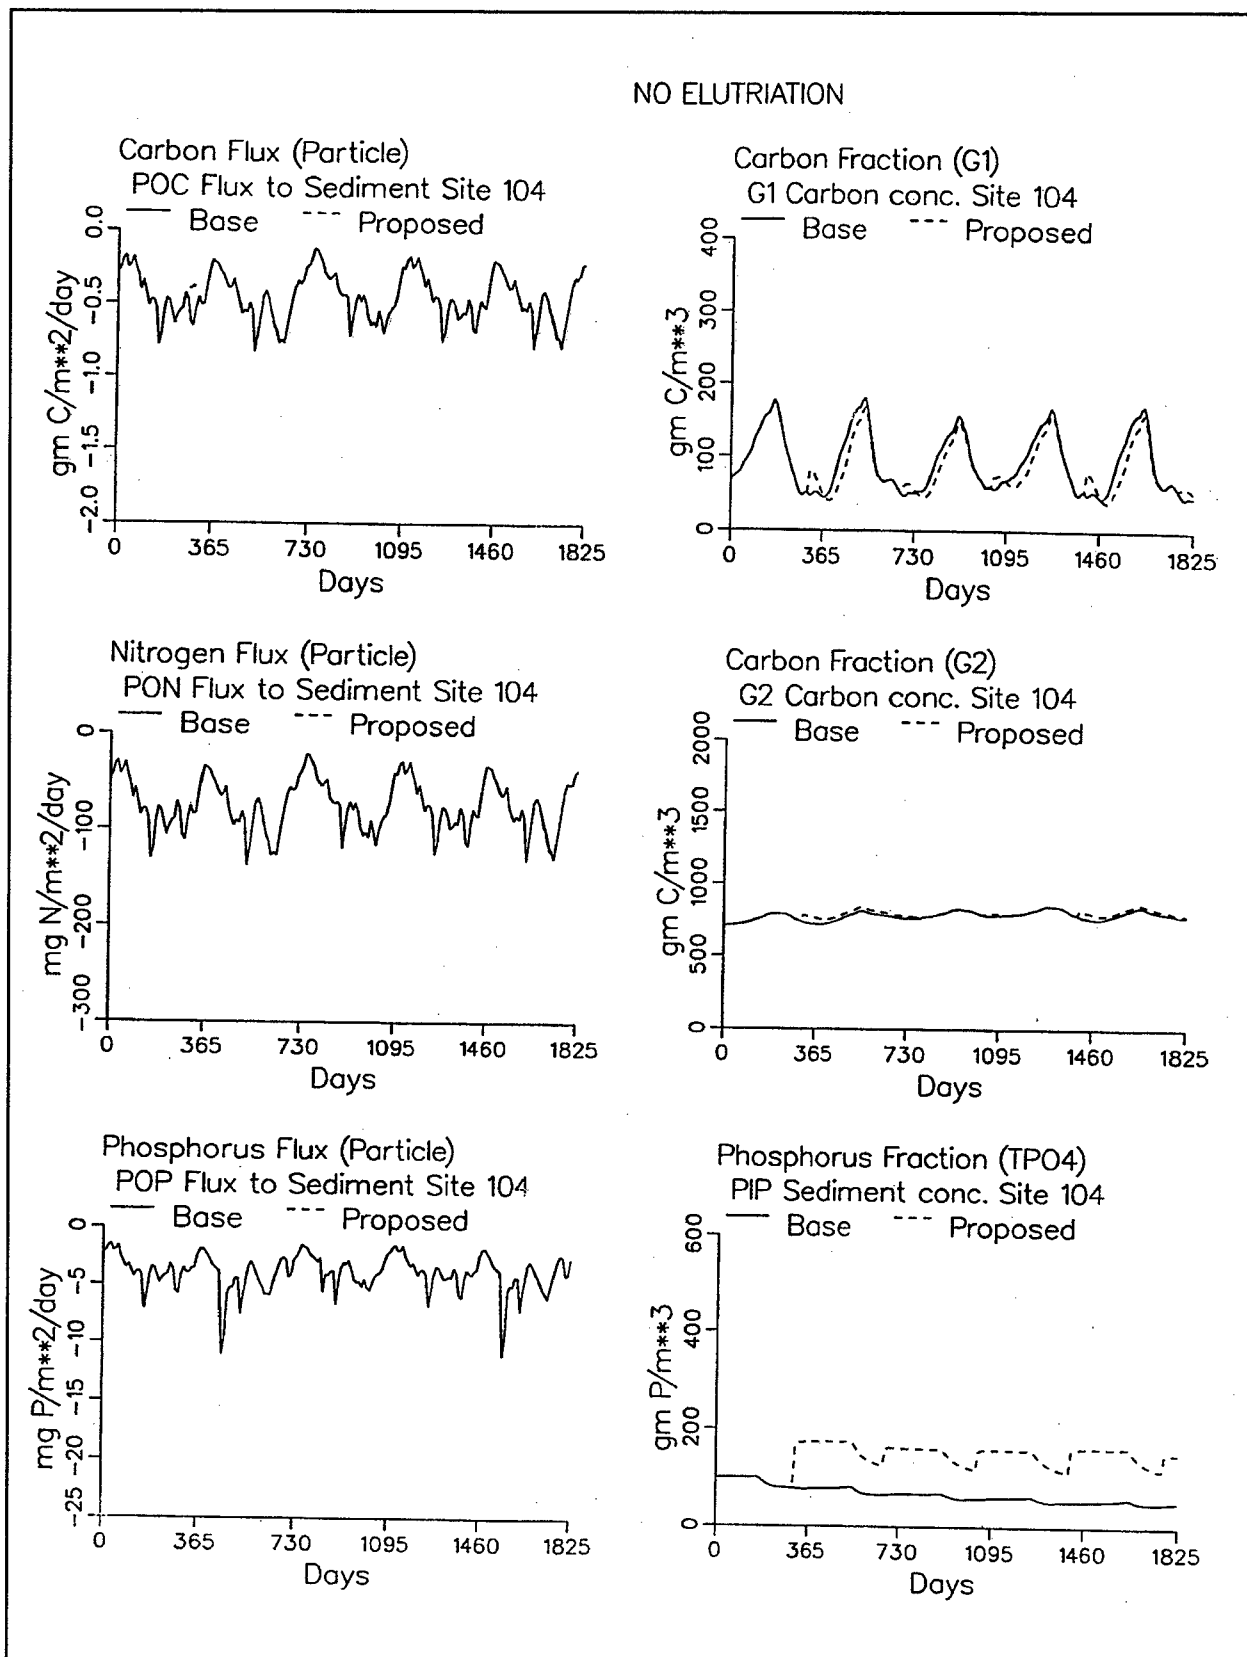 NO ELUTRIATION
Carbon Flux (Particle)
POC Flux to Sediment Site 104
Base Proposed
0.0
-0.5
-1.0
-1.5
-2.0
gm C/m**2/day
0 365 730 1095 1460 1825
Days
Carbon Fraction (G1)
G1 Carbon conc. Site 104
Base Proposed
400
300
200
100
0
gm C/m**3
0 365 730 1095 1460 1825
Days
Nitrogen Flux (Particle)
PON Flux to Sediment Site 104
Base Proposed
0
-100
-200
-300
mg N/m**2/day
0 365 730 1095 1460 1825
Days
Carbon Fraction (G2)
G2 Carbon conc. Site 104
Base Proposed
2000
1500
1000
500
0
gm C/m**3
0 365 730 1095 1460 1825
Days
Phosphorus Flux (Particle)
POP Flux to Sediment Site 104
Base Proposed
0
-5
-10
-15
-20
-25
mg P/m**2/day
0 365 730 1095 1460 1825
Days
Phosphorus Fraction (TPO4)
PIP Sediment conc. Site 104
Base Proposed
600
400
200
0
gm P/m**3
0 365 730 1095 1460 1825
Days